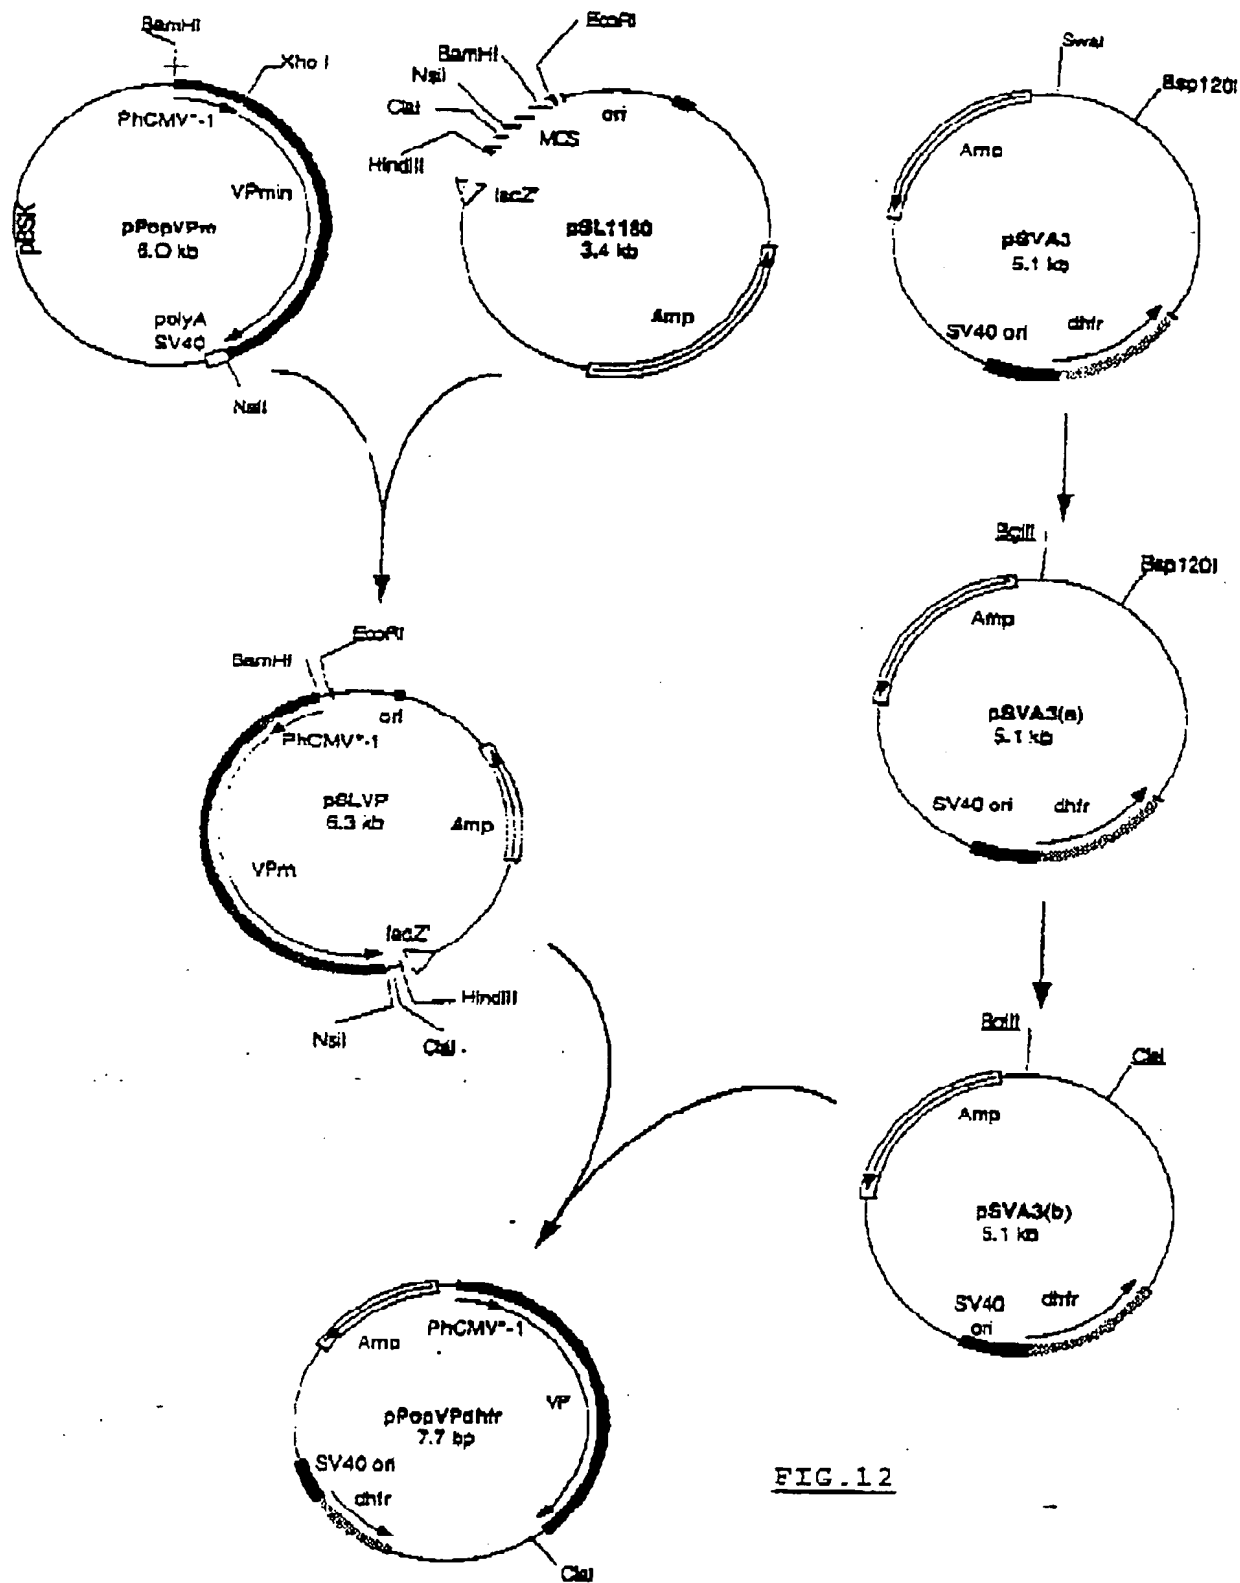 BamHI
Xho I
PhCMV*-1
VPmin
pBSK
pPopVPm
6.0 kb
polyA
SV40
NsiI
EcoRI
BamHI
NsiI
ClaI
HindIII
MCS
ori
lacZ'
pSL1180
3.4 kb
Amp
SwaI
Bsp120I
Amp
pSVA3
5.1 kb
SV40 ori
dhfr
BglII
Bsp120I
Amp
pSVA3(a)
5.1 kb
SV40 ori
dhfr
EcoRI
BamHI
ori
PhCMV*-1
pSLVP
6.3 kb
Amp
VPm
lacZ'
HindIII
NsiI
ClaI
BglII
ClaI
Amp
pSVA3(b)
5.1 kb
SV40
ori
dhfr
PhCMV*-1
Amp
VP
pPopVPdhfr
7.7 bp
SV40 ori
dhfr
ClaI
FIG.12